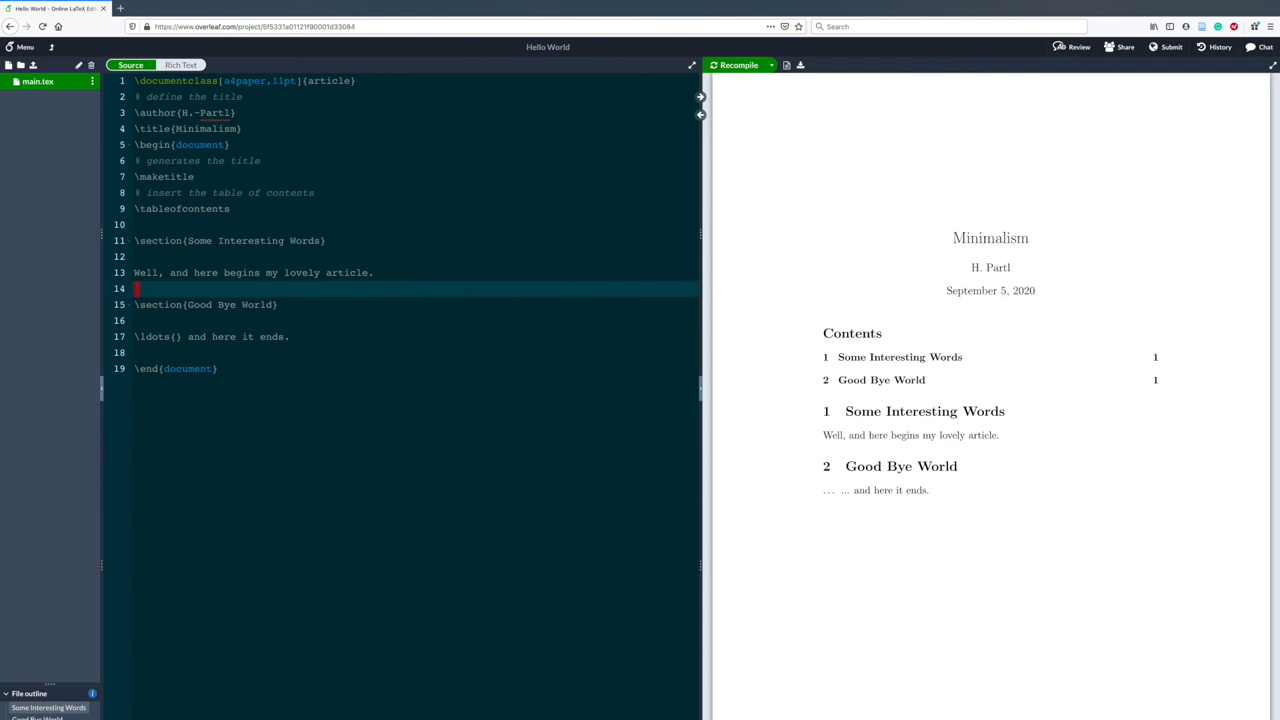 Hello World - Online LaTeX Edit
https://www.overleaf.com/project/5f5331a01121f90001d33084
Search
Menu
Hello World
Review
Share
Submit
History
Chat
Source
Rich Text
Recompile
main.tex
1 \documentclass[a4paper,11pt]{article}
2 % define the title
3 \author{H.~Partl}
4 \title{Minimalism}
5 \begin{document}
6 % generates the title
7 \maketitle
8 % insert the table of contents
9 \tableofcontents
10
11 \section{Some Interesting Words}
12
13 Well, and here begins my lovely article.
14
15 \section{Good Bye World}
16
17 \ldots{} and here it ends.
18
19 \end{document}
File outline
Some Interesting Words
Good Bye World
Minimalism
H. Partl
September 5, 2020
Contents
1 Some Interesting Words 1
2 Good Bye World 1
1 Some Interesting Words
Well, and here begins my lovely article.
2 Good Bye World
. . . ... and here it ends.